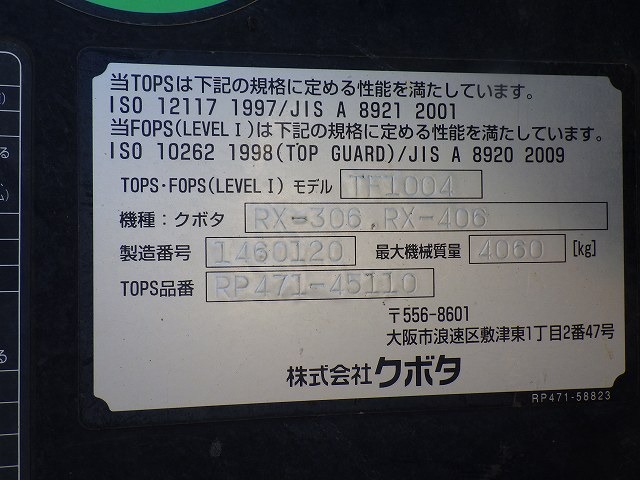 当TOPSは下記の規格に定める性能を満たしています。
ISO 12117 1997/JIS A 8921 2001
当FOPS(LEVEL I)は下記の規格に定める性能を満たしています。
ISO 10262 1998(TOP GUARD)/JIS A 8920 2009
TOPS・FOPS(LEVEL I) モデル TF1004
機種：クボタ RX-306,RX-406
製造番号 1460120 最大機械質量 4060 [kg]
TOPS品番 RP471-45110
〒556-8601
大阪市浪速区敷津東1丁目2番47号
株式会社クボタ
RP471-58823